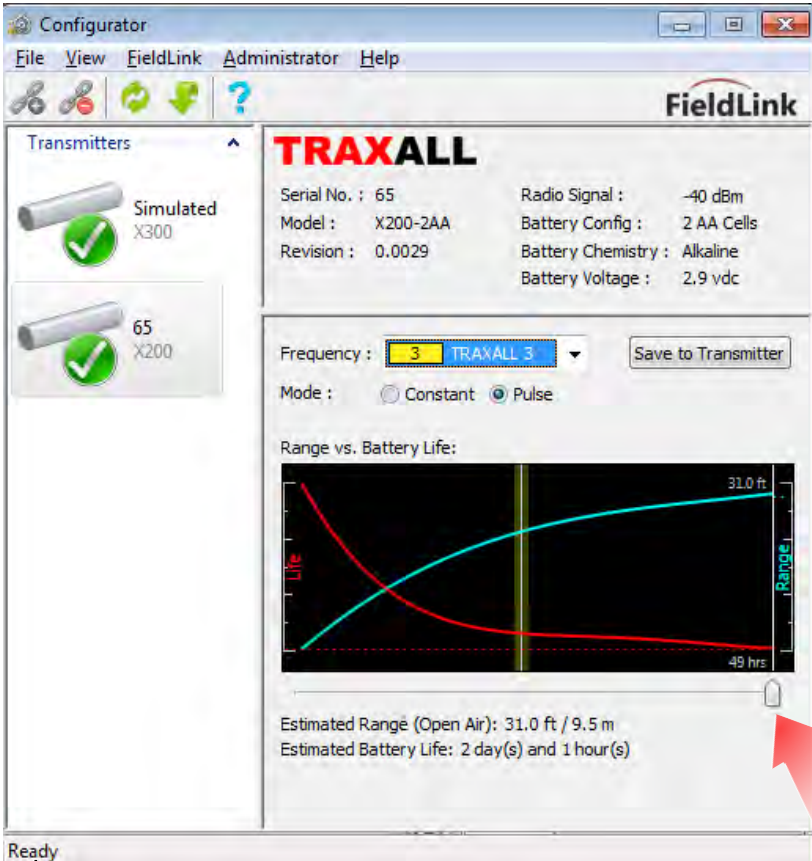 Configurator
File View FieldLink Administrator Help
?
FieldLink
Transmitters
Simulated
X300
65
X200
TRAXALL
Serial No. : 65
Model : X200-2AA
Revision : 0.0029
Radio Signal : -40 dBm
Battery Config : 2 AA Cells
Battery Chemistry : Alkaline
Battery Voltage : 2.9 vdc
Frequency : 3 TRAXALL 3
Save to Transmitter
Mode : Constant Pulse
Range vs. Battery Life:
31.0 ft
Life
Range
49 hrs
Estimated Range (Open Air): 31.0 ft / 9.5 m
Estimated Battery Life: 2 day(s) and 1 hour(s)
Ready